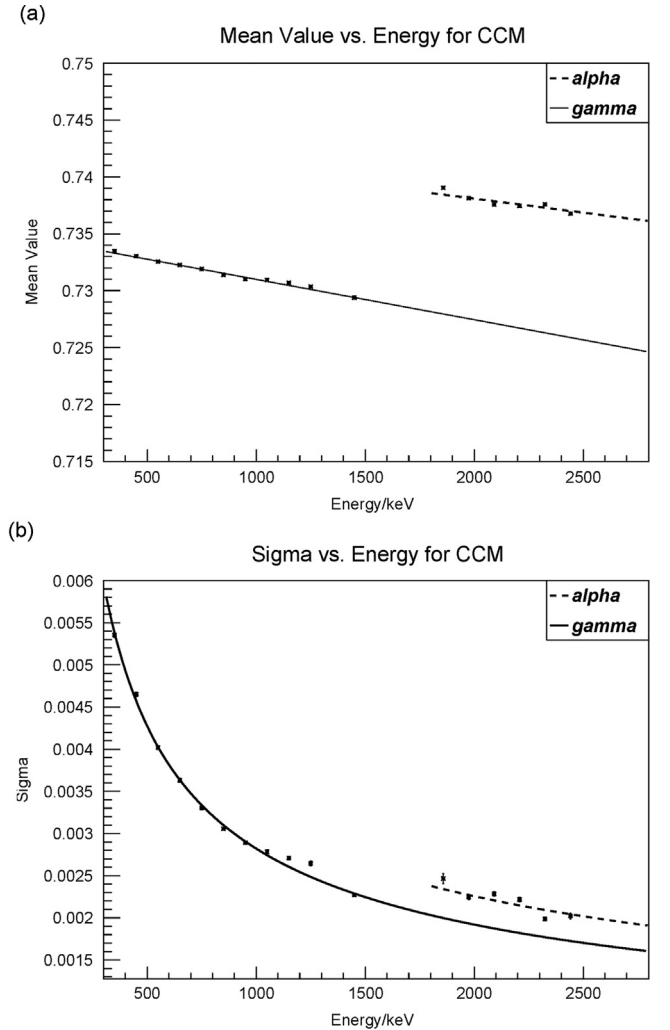 (a)
Mean Value vs. Energy for CCM
0.75
alpha
gamma
0.74
0.735
0.73
0.725
0.72
0.715
Mean Value
500
1000
1500
2000
2500
Energy/keV
(b)
Sigma vs. Energy for CCM
0.006
alpha
gamma
0.0055
0.005
0.0045
0.004
0.0035
0.003
0.0025
0.002
0.0015
Sigma
500
1000
1500
2000
2500
Energy/keV